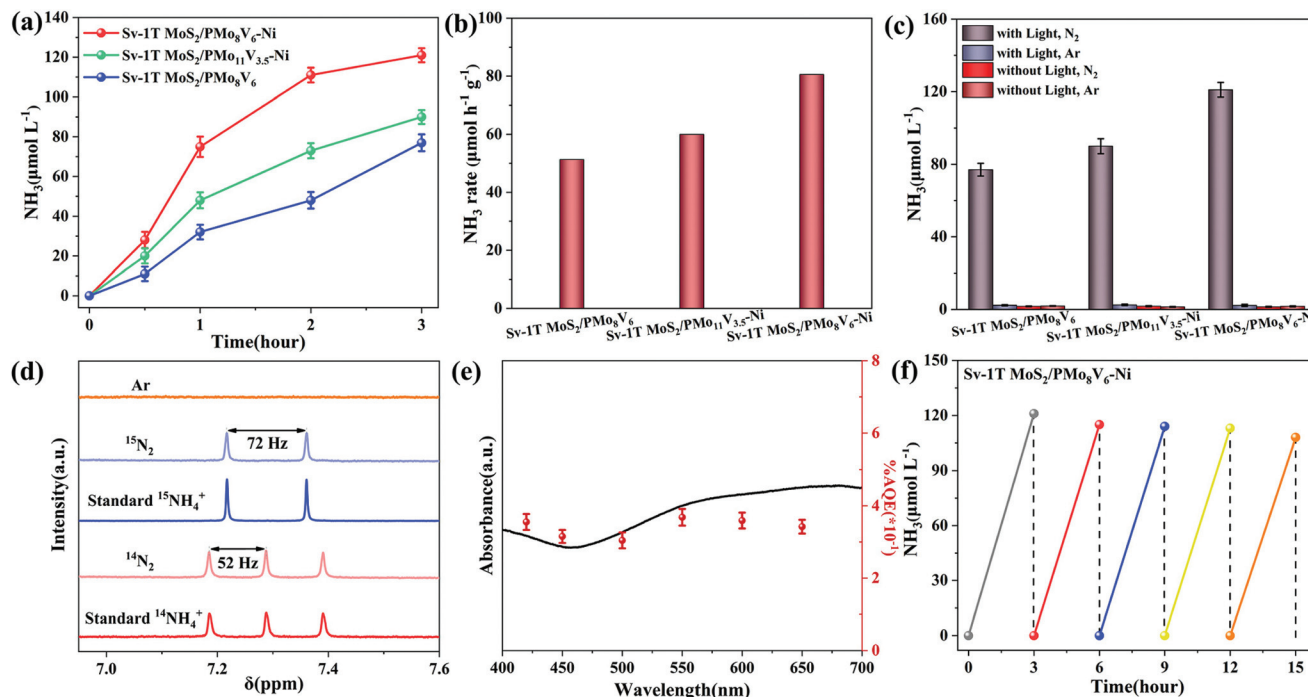 (a)
NH₃(μmol L⁻¹)
140
120
100
80
60
40
20
0
Sv-1T MoS₂/PMo₈V₆-Ni
Sv-1T MoS₂/PMo₁₁V₃.₅-Ni
Sv-1T MoS₂/PMo₈V₆
0 1 2 3
Time(hour)
(b)
NH₃ rate (μmol h⁻¹ g⁻¹)
100
80
60
40
20
0
Sv-1T MoS₂/PMo₈V₆
Sv-1T MoS₂/PMo₁₁V₃.₅-Ni
Sv-1T MoS₂/PMo₈V₆-Ni
(c)
NH₃(μmol L⁻¹)
160
120
80
40
0
with Light, N₂
with Light, Ar
without Light, N₂
without Light, Ar
Sv-1T MoS₂/PMo₈V₆
Sv-1T MoS₂/PMo₁₁V₃.₅-Ni
Sv-1T MoS₂/PMo₈V₆-Ni
(d)
Intensity(a.u.)
Ar
¹⁵N₂
72 Hz
Standard ¹⁵NH₄⁺
¹⁴N₂
52 Hz
Standard ¹⁴NH₄⁺
7.0 7.2 7.4 7.6
δ(ppm)
(e)
Absorbance(a.u.)
8
6
4
2
0
%AQE(*10⁻¹)
400 450 500 550 600 650 700
Wavelength(nm)
(f)
Sv-1T MoS₂/PMo₈V₆-Ni
NH₃(μmol L⁻¹)
150
120
90
60
30
0
0 3 6 9 12 15
Time(hour)